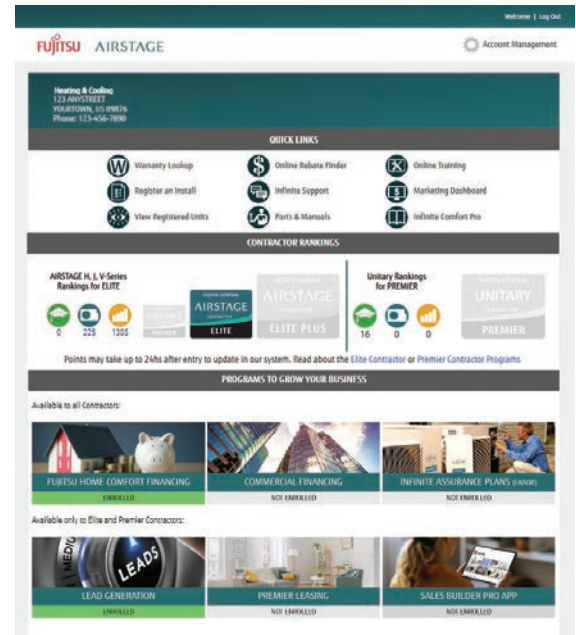 Welcome | Log Out
FUJITSU AIRSTAGE
Account Management
Heating & Cooling
123 ANYSTREET
YOURTOWN, US 09876
Phone: 123-456-7890
QUICK LINKS
Warranty Lookup
Online Rebate Finder
Online Training
Register an Install
Infinite Support
Marketing Dashboard
View Registered Units
Parts & Manuals
Infinite Comfort Pro
CONTRACTOR RANKINGS
AIRSTAGE H, J, V-Series
Rankings for ELITE
0 225 1305
AIRSTAGE
ELITE
AIRSTAGE
ELITE PLUS
Unitary Rankings
for PREMIER
16 0 0
UNITARY
PREMIER
Points may take up to 24hs after entry to update in our system. Read about the Elite Contractor or Premier Contractor Programs
PROGRAMS TO GROW YOUR BUSINESS
Available to all Contractors:
FUJITSU HOME COMFORT FINANCING
ENROLLED
COMMERCIAL FINANCING
NOT ENROLLED
INFINITE ASSURANCE PLANS (LABOR)
NOT ENROLLED
Available only to Elite and Premier Contractors:
MEDIU
LEADS
LEAD GENERATION
ENROLLED
PREMIER LEASING
NOT ENROLLED
SALES BUILDER PRO APP
NOT ENROLLED